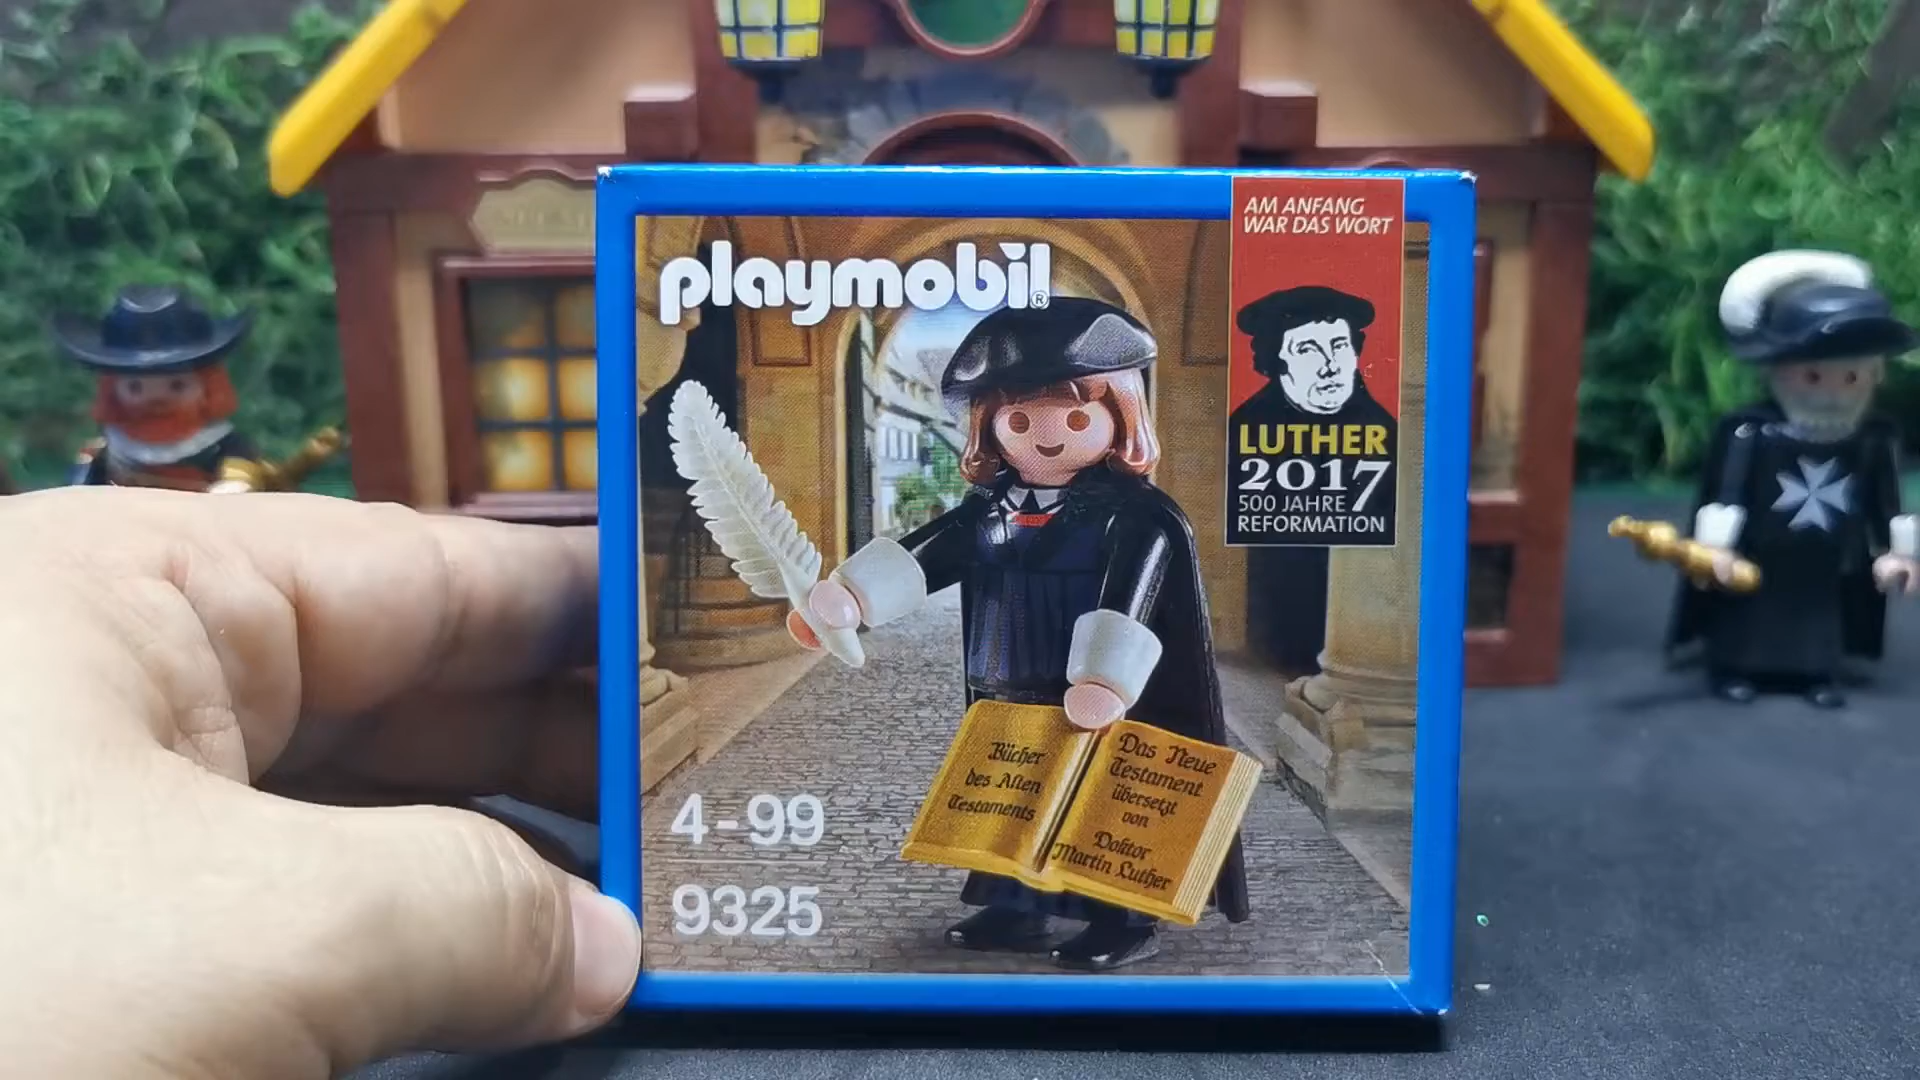 playmobil®
AM ANFANG
WAR DAS WORT
LUTHER
2017
500 JAHRE
REFORMATION
Bücher
des Alten
Testaments
Das Neue
Testament
übersetzt
von
Doktor
Martin Luther
4-99
9325